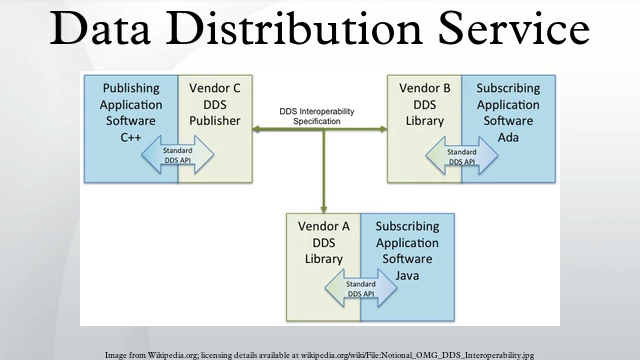 Data Distribution Service
Publishing
Application
Software
C++
Vendor C
DDS
Publisher
Standard
DDS API
DDS Interoperability
Specification
Vendor B
DDS
Library
Subscribing
Application
Software
Ada
Standard
DDS API
Vendor A
DDS
Library
Subscribing
Application
Software
Java
Standard
DDS API
Image from Wikipedia.org; licensing details available at wikipedia.org/wiki/File:Notional_OMG_DDS_Interoperability.jpg